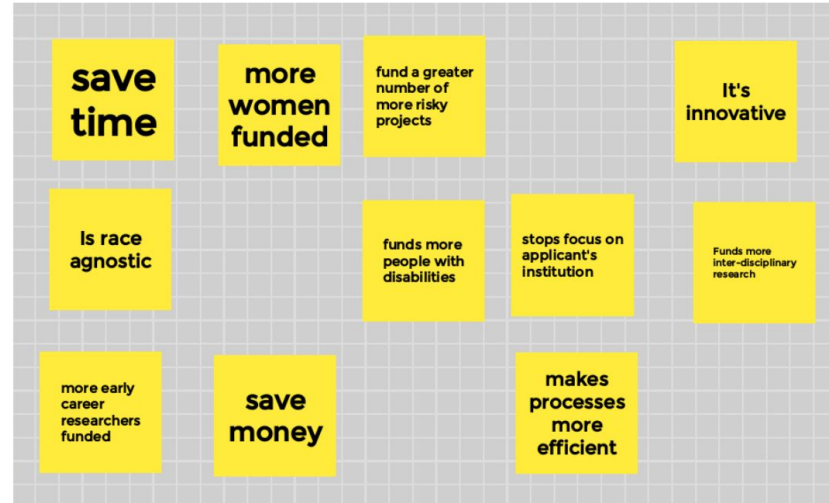 save
time
more
women
funded
fund a greater
number of
more risky
projects
It's
innovative
Is race
agnostic
funds more
people with
disabilities
stops focus on
applicant's
institution
Funds more
inter-disciplinary
research
more early
career
researchers
funded
save
money
makes
processes
more
efficient